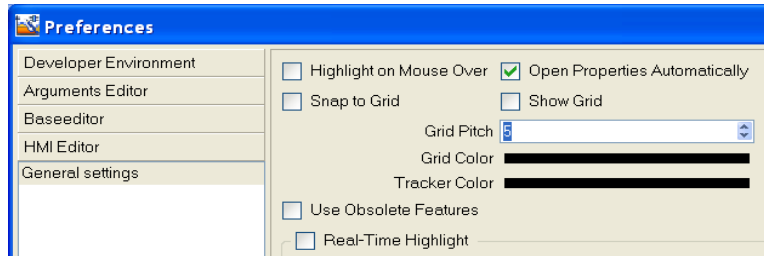 Preferences
Developer Environment
Arguments Editor
Baseeditor
HMI Editor
General settings
Highlight on Mouse Over
Open Properties Automatically
Snap to Grid
Show Grid
Grid Pitch 5
Grid Color
Tracker Color
Use Obsolete Features
Real-Time Highlight